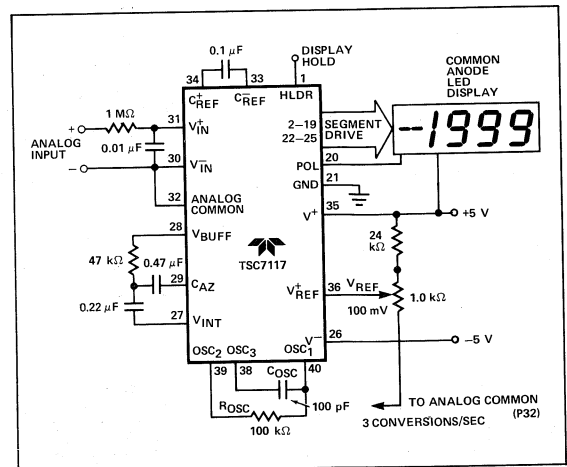 0.1 μF
DISPLAY
HOLD
COMMON
ANODE
LED
DISPLAY
34
33
1
C+REF
C−REF
HLDR
1 MΩ
31
V+IN
ANALOG
INPUT
+
0.01 μF
−
30
V−IN
32
ANALOG
COMMON
2–19
22–25
SEGMENT
DRIVE
-1999
20
POL
21
GND
35
V+
+5 V
28
VBUFF
47 kΩ
0.47 μF
29
CAZ
0.22 μF
27
VINT
TSC7117
24
kΩ
V+REF
36
VREF
100 mV
1.0 kΩ
V−
26
−5 V
OSC2
OSC3
OSC1
39
38
40
COSC
ROSC
100 pF
100 kΩ
TO ANALOG COMMON
(P32)
3 CONVERSIONS/SEC